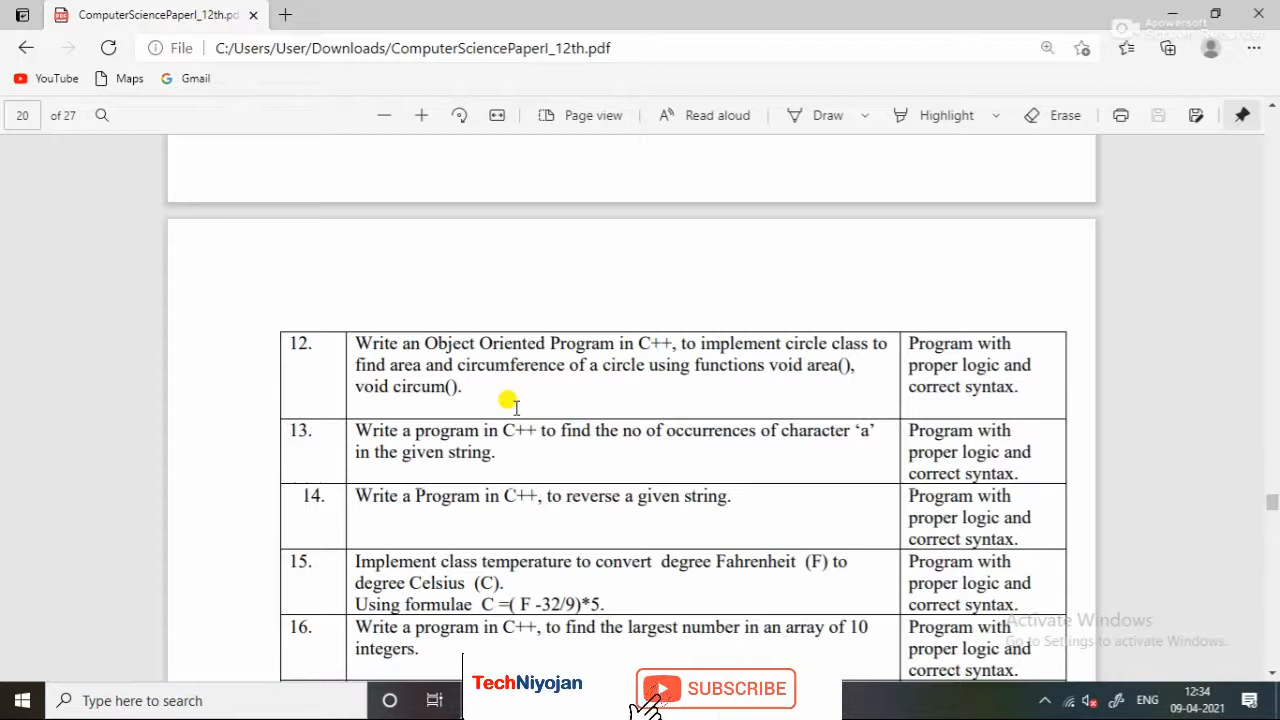 ComputerSciencePaperI_12th.pd
Apowersoft
Screen Recorder
File
C:/Users/User/Downloads/ComputerSciencePaperI_12th.pdf
YouTube
Maps
Gmail
20
of 27
Page view
Read aloud
Draw
Highlight
Erase
12.
Write an Object Oriented Program in C++, to implement circle class to
find area and circumference of a circle using functions void area(),
void circum().
Program with
proper logic and
correct syntax.
13.
Write a program in C++ to find the no of occurrences of character ‘a’
in the given string.
Program with
proper logic and
correct syntax.
14.
Write a Program in C++, to reverse a given string.
Program with
proper logic and
correct syntax.
15.
Implement class temperature to convert degree Fahrenheit (F) to
degree Celsius (C).
Using formulae C =( F -32/9)*5.
Program with
proper logic and
correct syntax.
16.
Write a program in C++, to find the largest number in an array of 10
integers.
Program with
proper logic and
correct syntax.
Activate Windows
Go to Settings to activate Windows.
Type here to search
TechNiyojan
SUBSCRIBE
ENG
12:34
09-04-2021